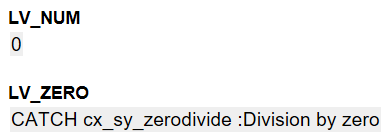 LV_NUM
0
LV_ZERO
CATCH cx_sy_zerodivide :Division by zero